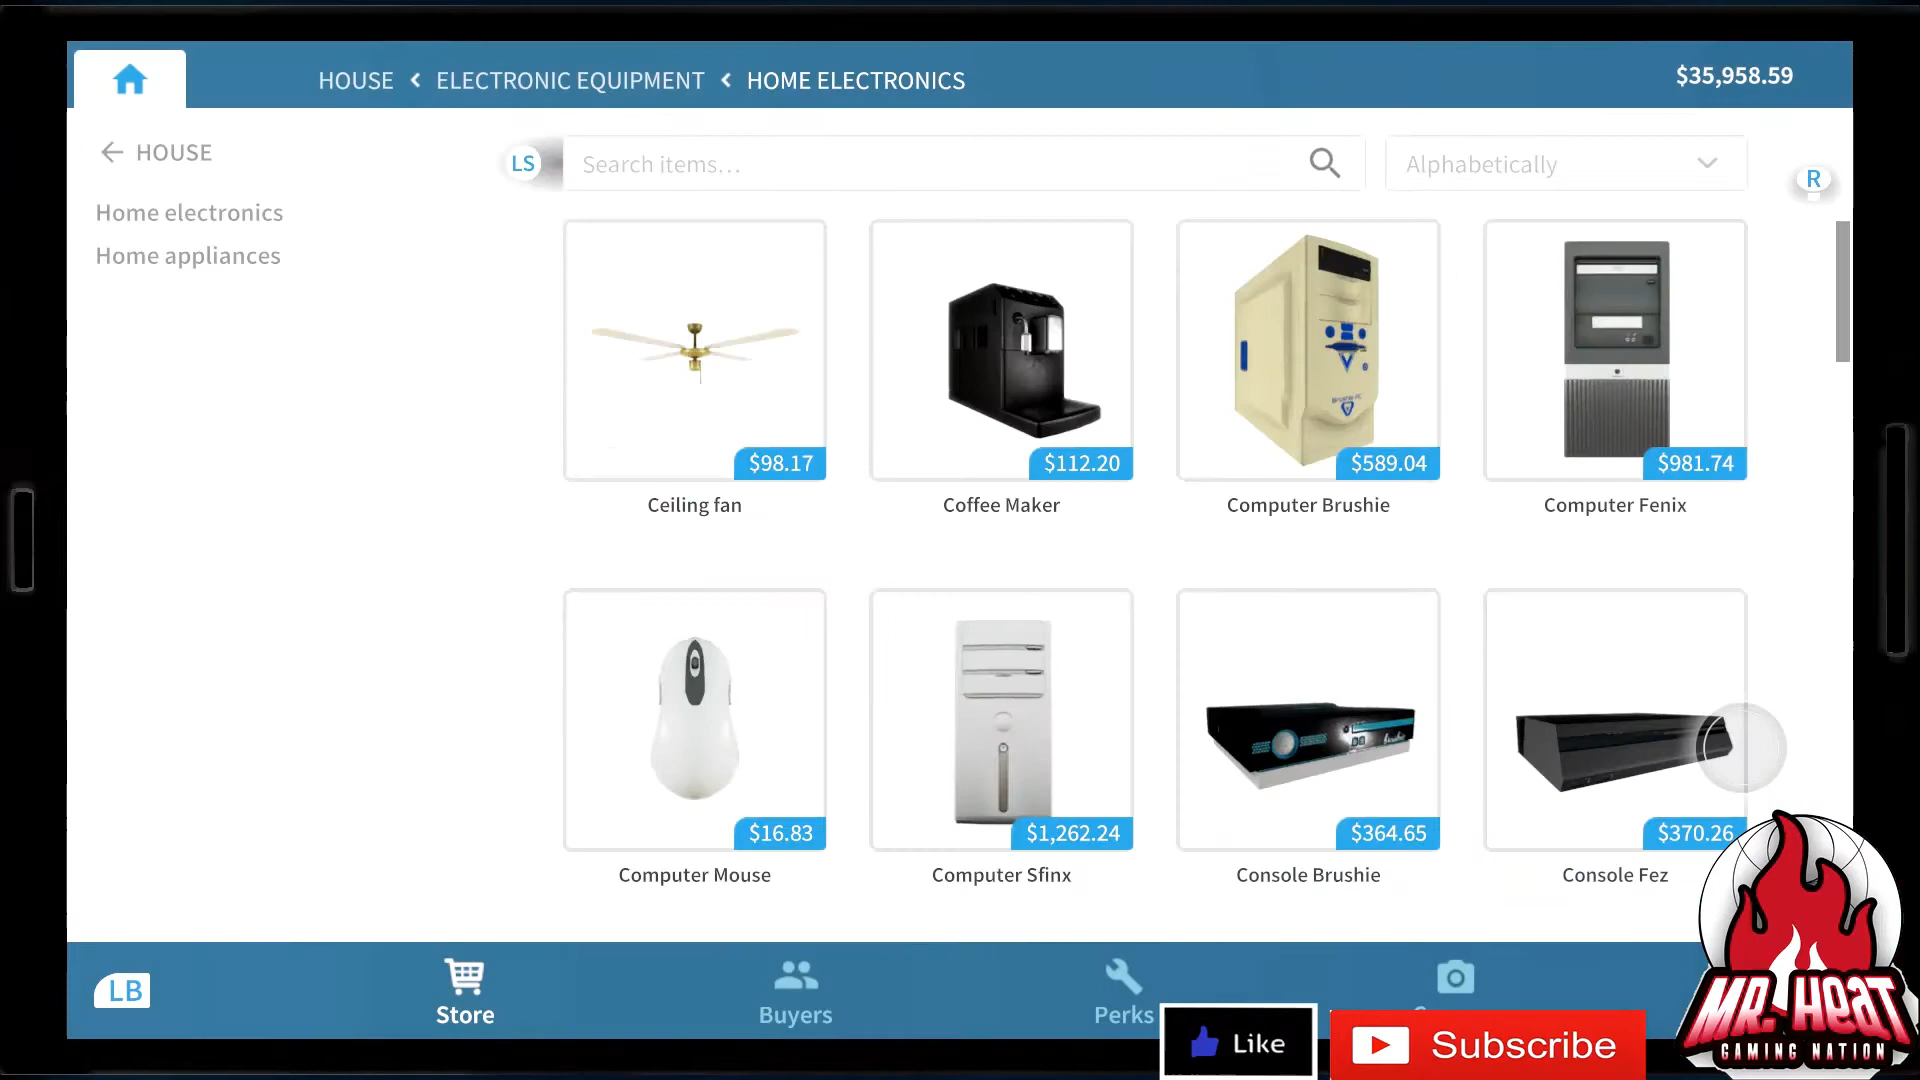 HOUSE < ELECTRONIC EQUIPMENT < HOME ELECTRONICS
$35,958.59
HOUSE
LS
Search items...
Alphabetically
R
Home electronics
Home appliances
$98.17
$112.20
$589.04
$981.74
Ceiling fan
Coffee Maker
Computer Brushie
Computer Fenix
$16.83
$1,262.24
$364.65
$370.26
Computer Mouse
Computer Sfinx
Console Brushie
Console Fez
LB
Store
Buyers
Perks
Like
Subscribe
MR. HEAT
GAMING NATION